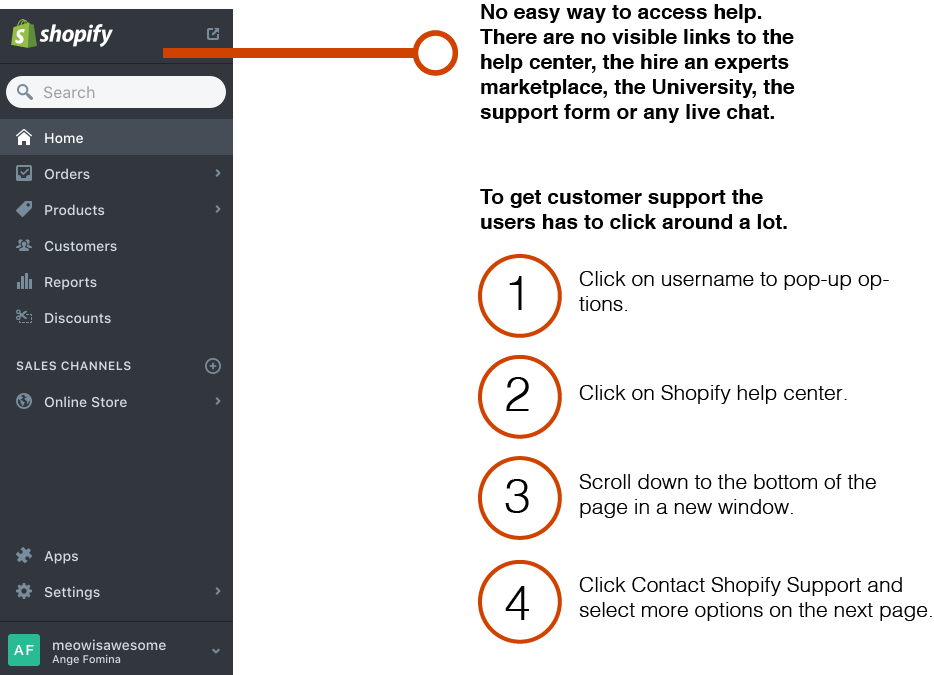 shopify
Search
Home
Orders
Products
Customers
Reports
Discounts
SALES CHANNELS
Online Store
Apps
Settings
AF
meowisawesome
Ange Fomina
No easy way to access help.
There are no visible links to the
help center, the hire an experts
marketplace, the University, the
support form or any live chat.
To get customer support the
users has to click around a lot.
1
Click on username to pop-up op-
tions.
2
Click on Shopify help center.
3
Scroll down to the bottom of the
page in a new window.
4
Click Contact Shopify Support and
select more options on the next page.